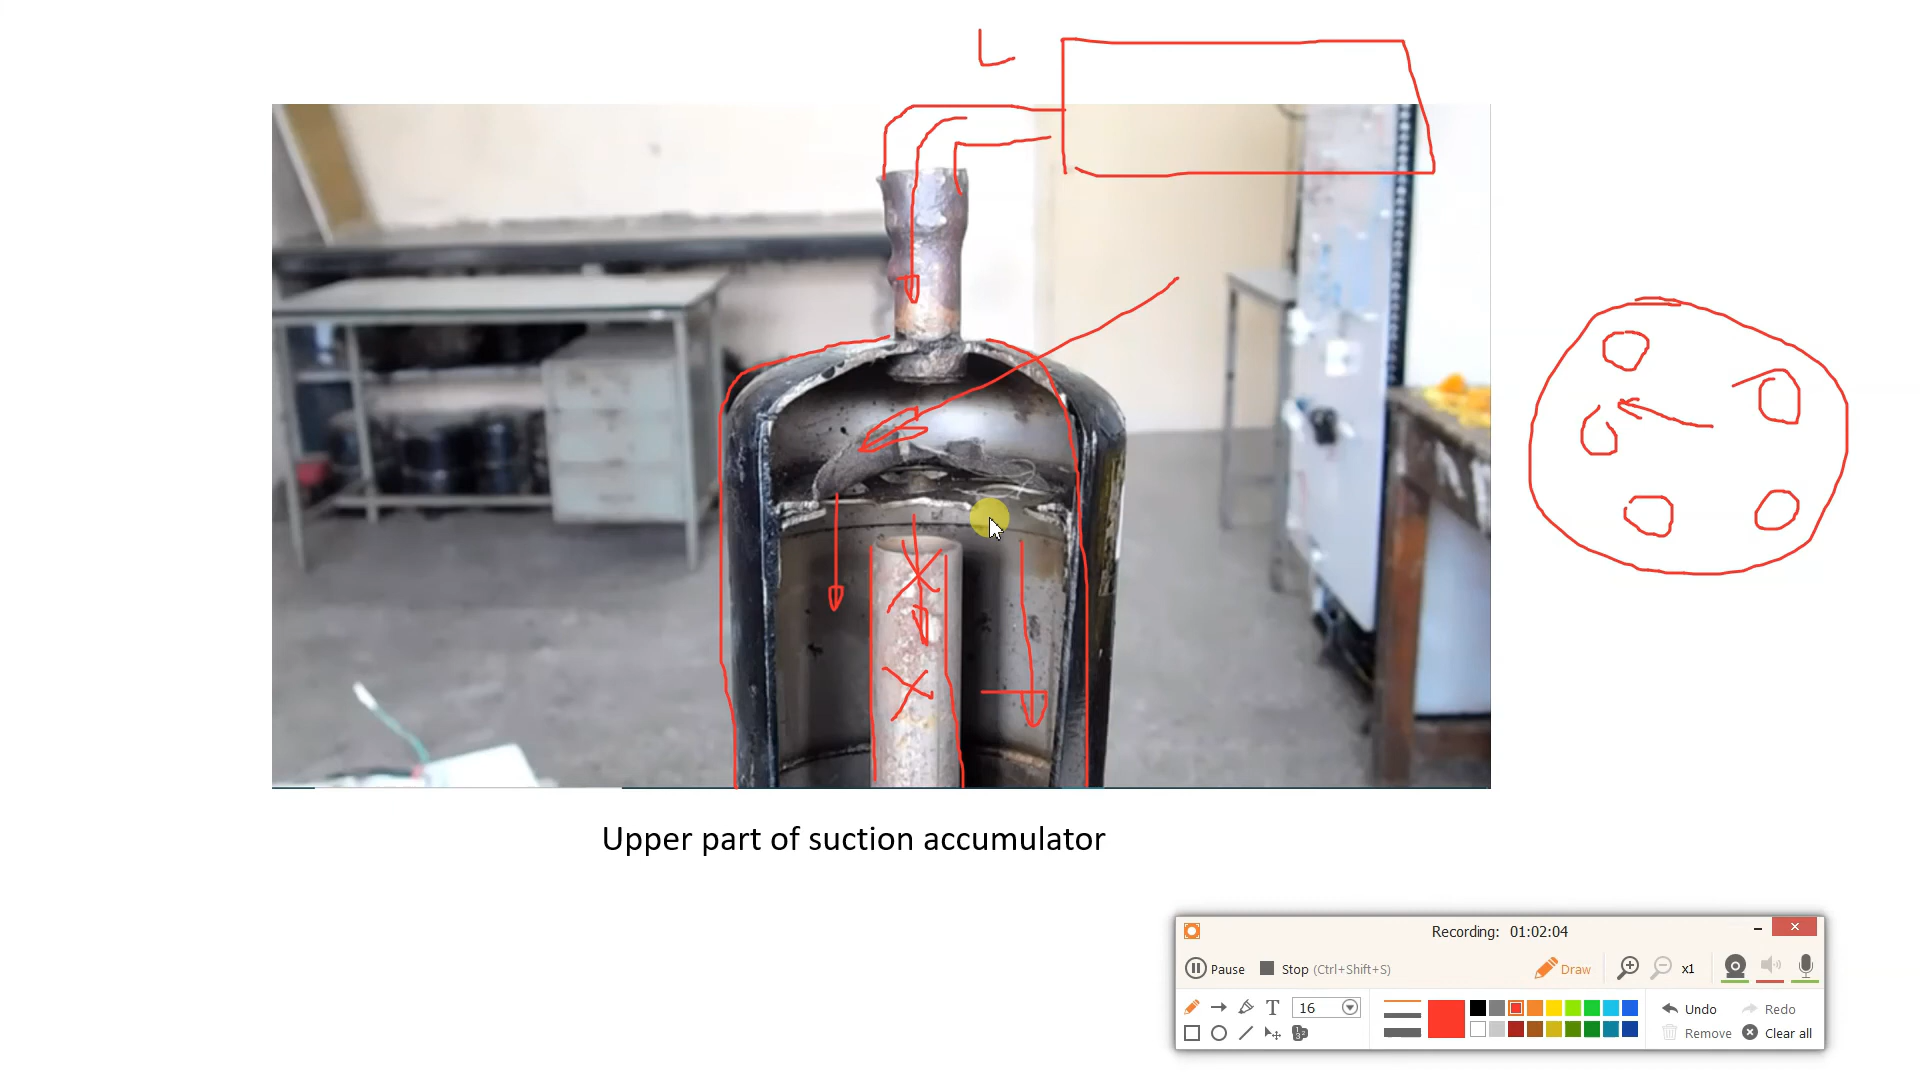 L
Upper part of suction accumulator
Recording: 01:02:04
Pause Stop (Ctrl+Shift+S) Draw x1
T 16 Undo Redo
Remove Clear all